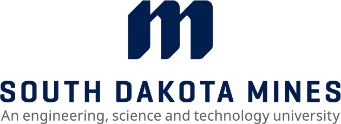 m
SOUTH DAKOTA MINES
An engineering, science and technology university